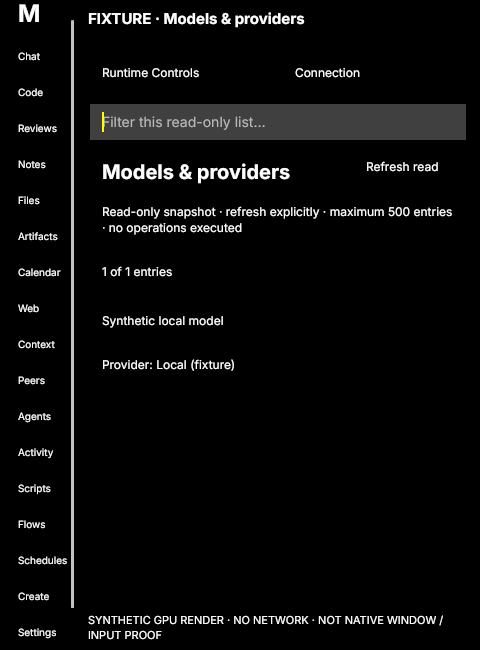 M
Chat
Code
Reviews
Notes
Files
Artifacts
Calendar
Web
Context
Peers
Agents
Activity
Scripts
Flows
Schedules
Create
Settings
FIXTURE · Models & providers
Runtime Controls
Connection
Filter this read-only list...
Models & providers
Refresh read
Read-only snapshot · refresh explicitly · maximum 500 entries
· no operations executed
1 of 1 entries
Synthetic local model
Provider: Local (fixture)
SYNTHETIC GPU RENDER · NO NETWORK · NOT NATIVE WINDOW /
INPUT PROOF